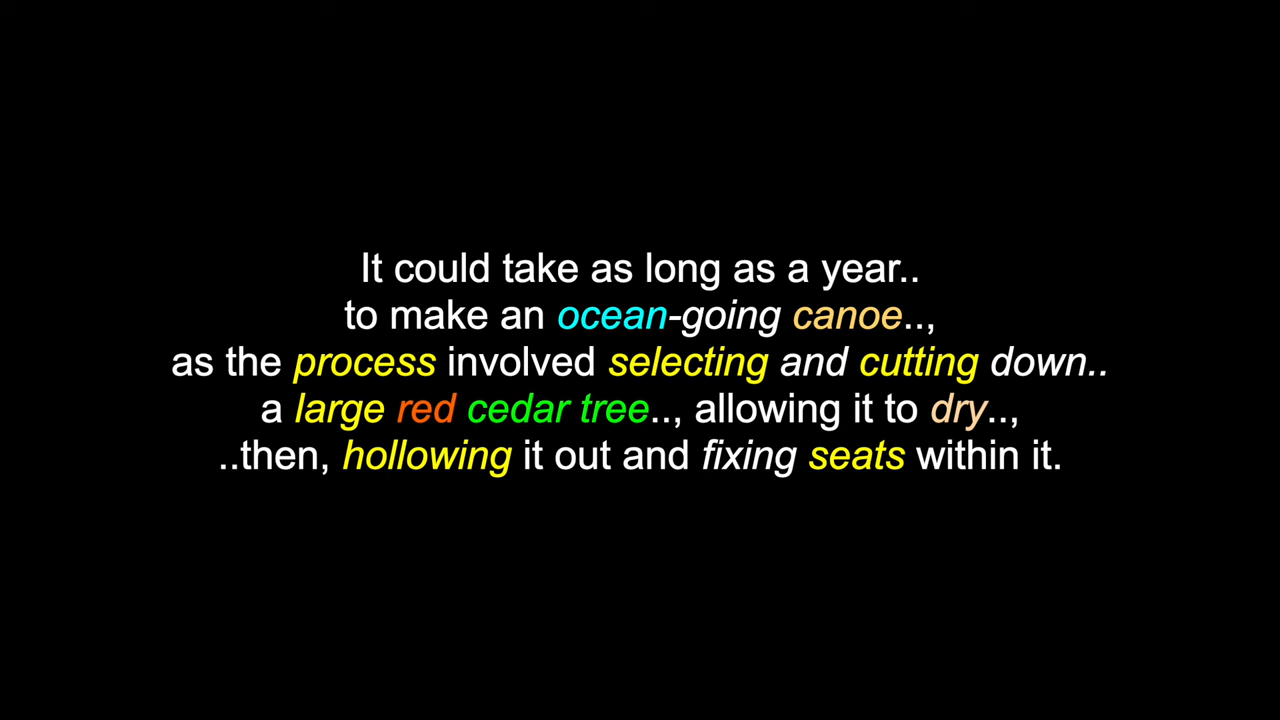 It could take as long as a year..
to make an ocean-going canoe..,
as the process involved selecting and cutting down..
a large red cedar tree.., allowing it to dry..,
..then, hollowing it out and fixing seats within it.